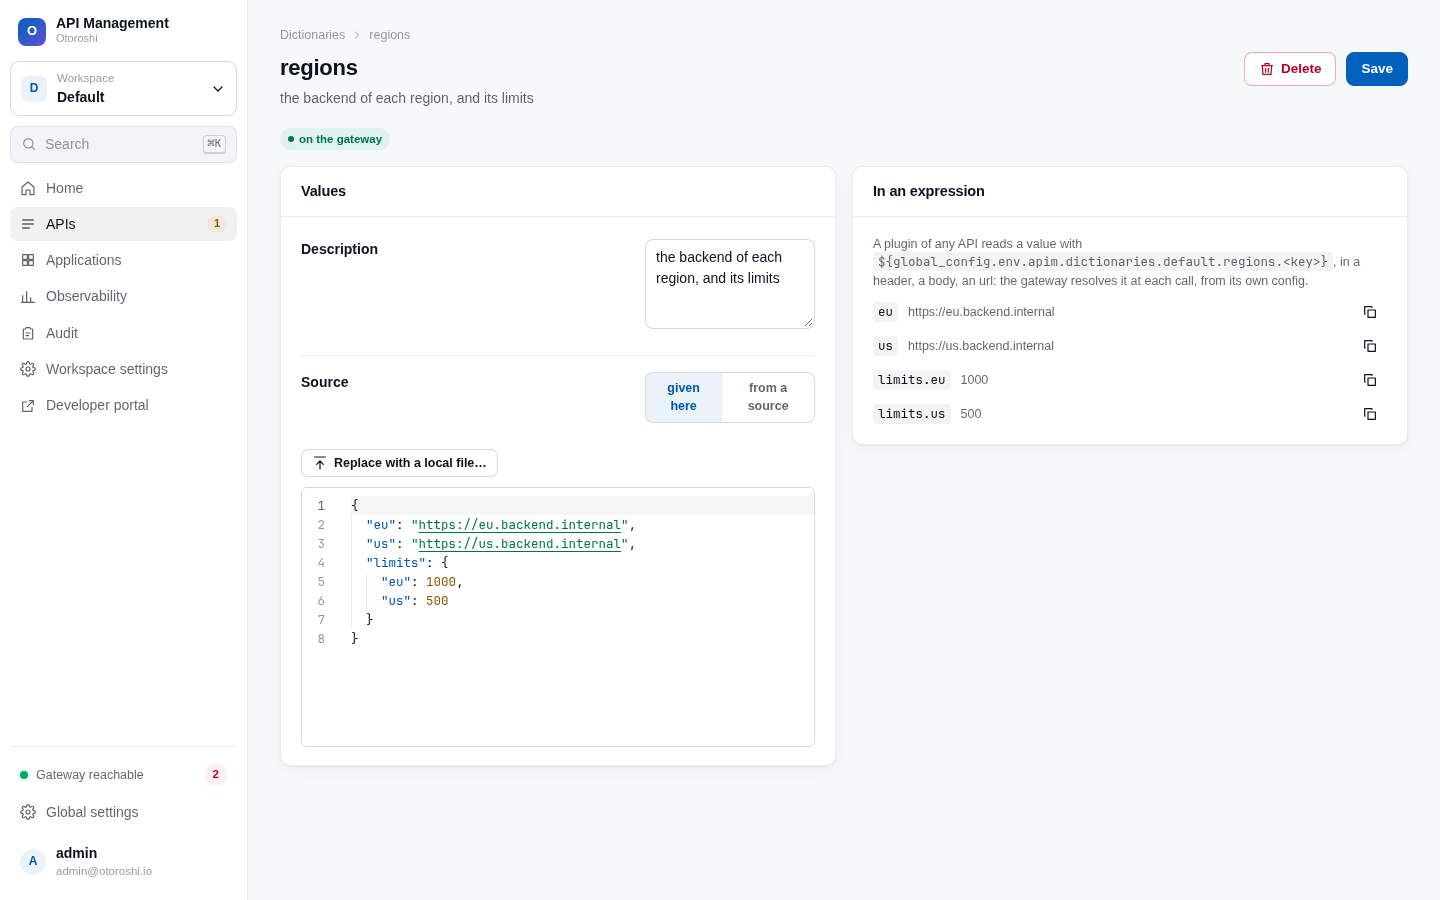 O
API Management
Otoroshi
D
Workspace
Default
Search
⌘K
Home
APIs
1
Applications
Observability
Audit
Workspace settings
Developer portal
Gateway reachable
2
Global settings
A
admin
admin@otoroshi.io
Dictionaries
regions
regions
Delete
Save
the backend of each region, and its limits
on the gateway
Values
Description
the backend of each
region, and its limits
Source
given
here
from a
source
Replace with a local file…
1 {
2 "eu": "https://eu.backend.internal",
3 "us": "https://us.backend.internal",
4 "limits": {
5 "eu": 1000,
6 "us": 500
7 }
8 }
In an expression
A plugin of any API reads a value with
${global_config.env.apim.dictionaries.default.regions.<key>}, in a
header, a body, an url: the gateway resolves it at each call, from its own config.
eu https://eu.backend.internal
us https://us.backend.internal
limits.eu 1000
limits.us 500